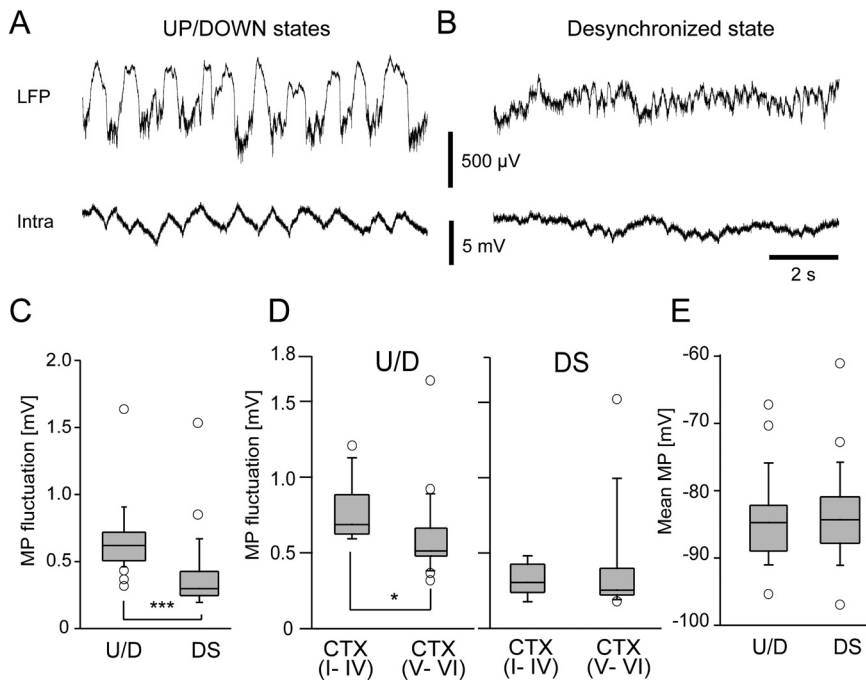 A
UP/DOWN states
B
Desynchronized state
LFP
500 µV
Intra
5 mV
2 s
C
MP fluctuation [mV]
2.0
1.5
1.0
0.5
0
***
U/D
DS
D
MP fluctuation [mV]
1.8
1.5
1.0
0.5
0
U/D
*
CTX
(I- IV)
CTX
(V- VI)
DS
CTX
(I- IV)
CTX
(V- VI)
E
Mean MP [mV]
-60
-70
-80
-90
-100
U/D
DS